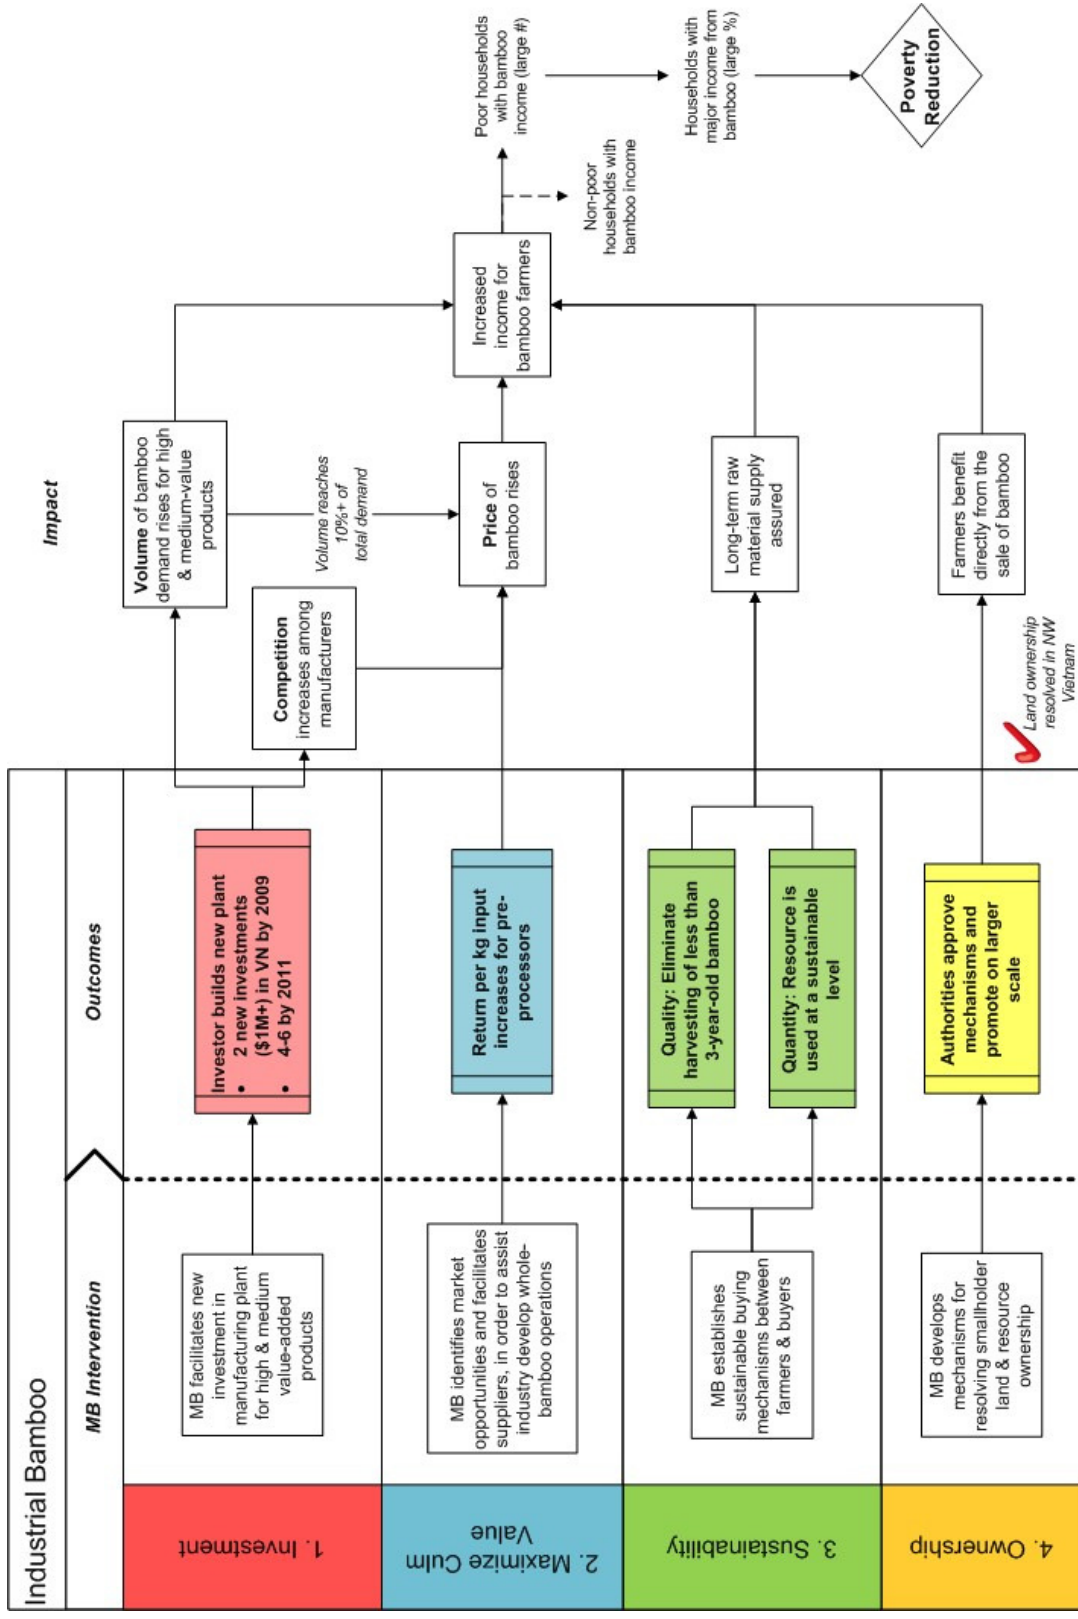 Industrial Bamboo
MB Intervention
Outcomes
Impact
1. Investment
MB facilitates new
investment in
manufacturing plant
for high & medium
value-added
products
Investor builds new plant
• 2 new investments
($1M+) in VN by 2009
• 4-6 by 2011
Volume of bamboo
demand rises for high
& medium-value
products
Competition
increases among
manufacturers
Volume reaches
10%+ of
total demand
2. Maximize Culm
Value
MB identifies market
opportunities and facilitates
suppliers, in order to assist
industry develop whole-
bamboo operations
Return per kg input
increases for pre-
processors
Price of
bamboo rises
Increased
income for
bamboo farmers
Poor households
with bamboo
income (large #)
Non-poor
households with
bamboo income
Households with
major income from
bamboo (large %)
Poverty
Reduction
3. Sustainability
MB establishes
sustainable buying
mechanisms between
farmers & buyers
Quality: Eliminate
harvesting of less than
3-year-old bamboo
Quantity: Resource is
used at a sustainable
level
Long-term raw
material supply
assured
4. Ownership
MB develops
mechanisms for
resolving smallholder
land & resource
ownership
Authorities approve
mechanisms and
promote on larger
scale
Land ownership
resolved in NW
Vietnam
Farmers benefit
directly from the
sale of bamboo